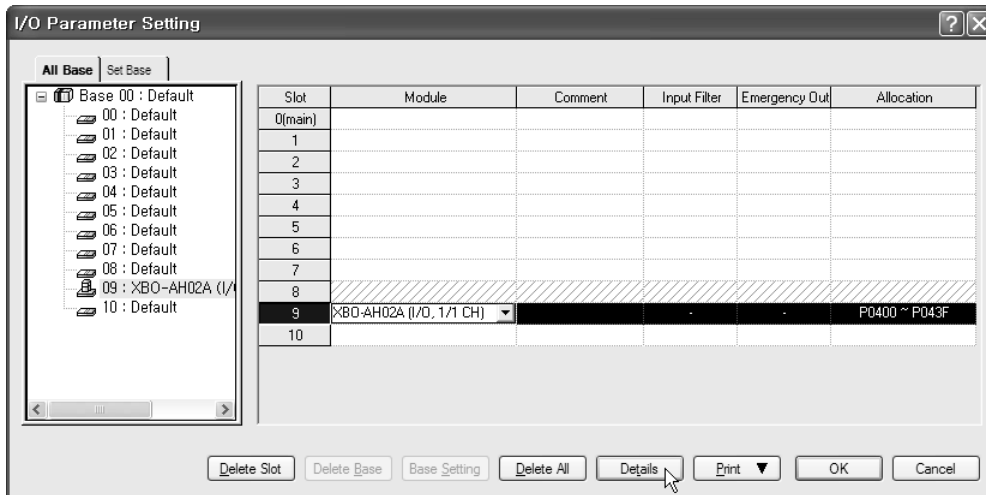 I/O Parameter Setting
All Base Set Base
Base 00 : Default
00 : Default
01 : Default
02 : Default
03 : Default
04 : Default
05 : Default
06 : Default
07 : Default
08 : Default
09 : XBO-AH02A (I/
10 : Default
Slot Module Comment Input Filter Emergency Out Allocation
0(main)
1
2
3
4
5
6
7
8
9 XBO-AH02A (I/O, 1/1 CH) - - P0400 ~ P043F
10
Delete Slot Delete Base Base Setting Delete All Details Print ▼ OK Cancel